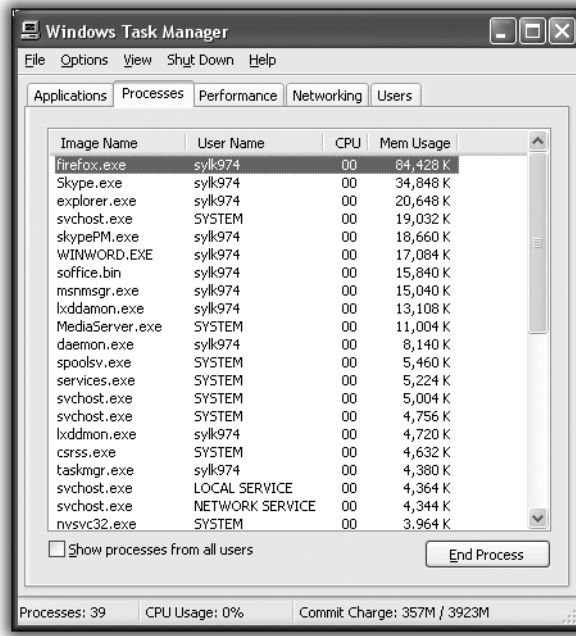 Windows Task Manager
File Options View Shut Down Help
Applications Processes Performance Networking Users
Image Name User Name CPU Mem Usage
firefox.exe sylk974 00 84,428 K
Skype.exe sylk974 00 34,848 K
explorer.exe sylk974 00 20,648 K
svchost.exe SYSTEM 00 19,032 K
skypePM.exe sylk974 00 18,660 K
WINWORD.EXE sylk974 00 17,084 K
soffice.bin sylk974 00 15,840 K
msnmsgr.exe sylk974 00 15,040 K
lxddamon.exe sylk974 00 13,108 K
MediaServer.exe SYSTEM 00 11,004 K
daemon.exe sylk974 00 8,140 K
spoolsv.exe SYSTEM 00 5,460 K
services.exe SYSTEM 00 5,224 K
svchost.exe SYSTEM 00 5,004 K
svchost.exe SYSTEM 00 4,756 K
lxddmon.exe sylk974 00 4,720 K
csrss.exe SYSTEM 00 4,632 K
taskmgr.exe sylk974 00 4,380 K
svchost.exe LOCAL SERVICE 00 4,364 K
svchost.exe NETWORK SERVICE 00 4,344 K
nvsvc32.exe SYSTEM 00 3,964 K
Show processes from all users
End Process
Processes: 39 CPU Usage: 0% Commit Charge: 357M / 3923M